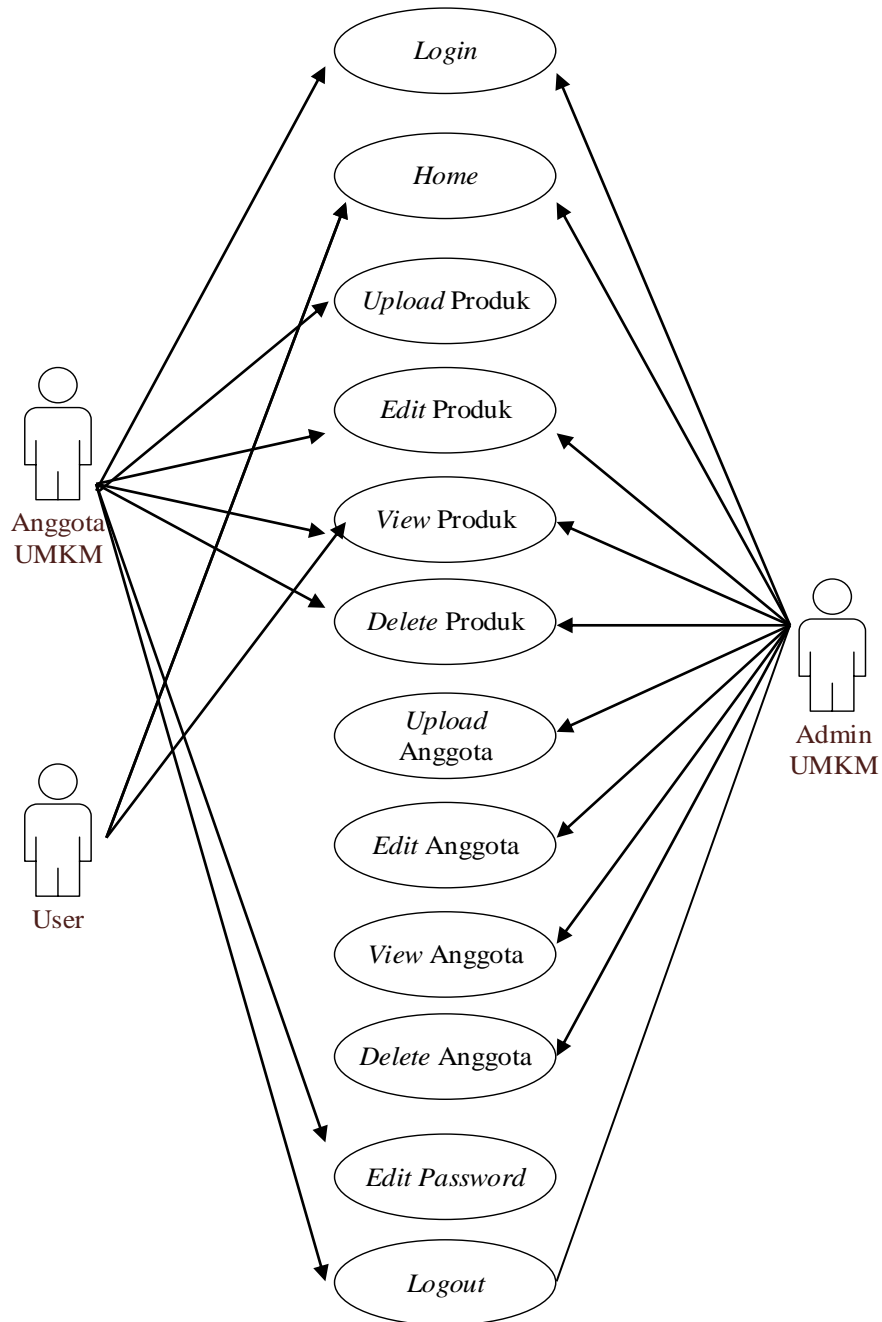 Login
Home
Upload Produk
Edit Produk
View Produk
Delete Produk
Upload
Anggota
Edit Anggota
View Anggota
Delete Anggota
Edit Password
Logout
Anggota
UMKM
User
Admin
UMKM